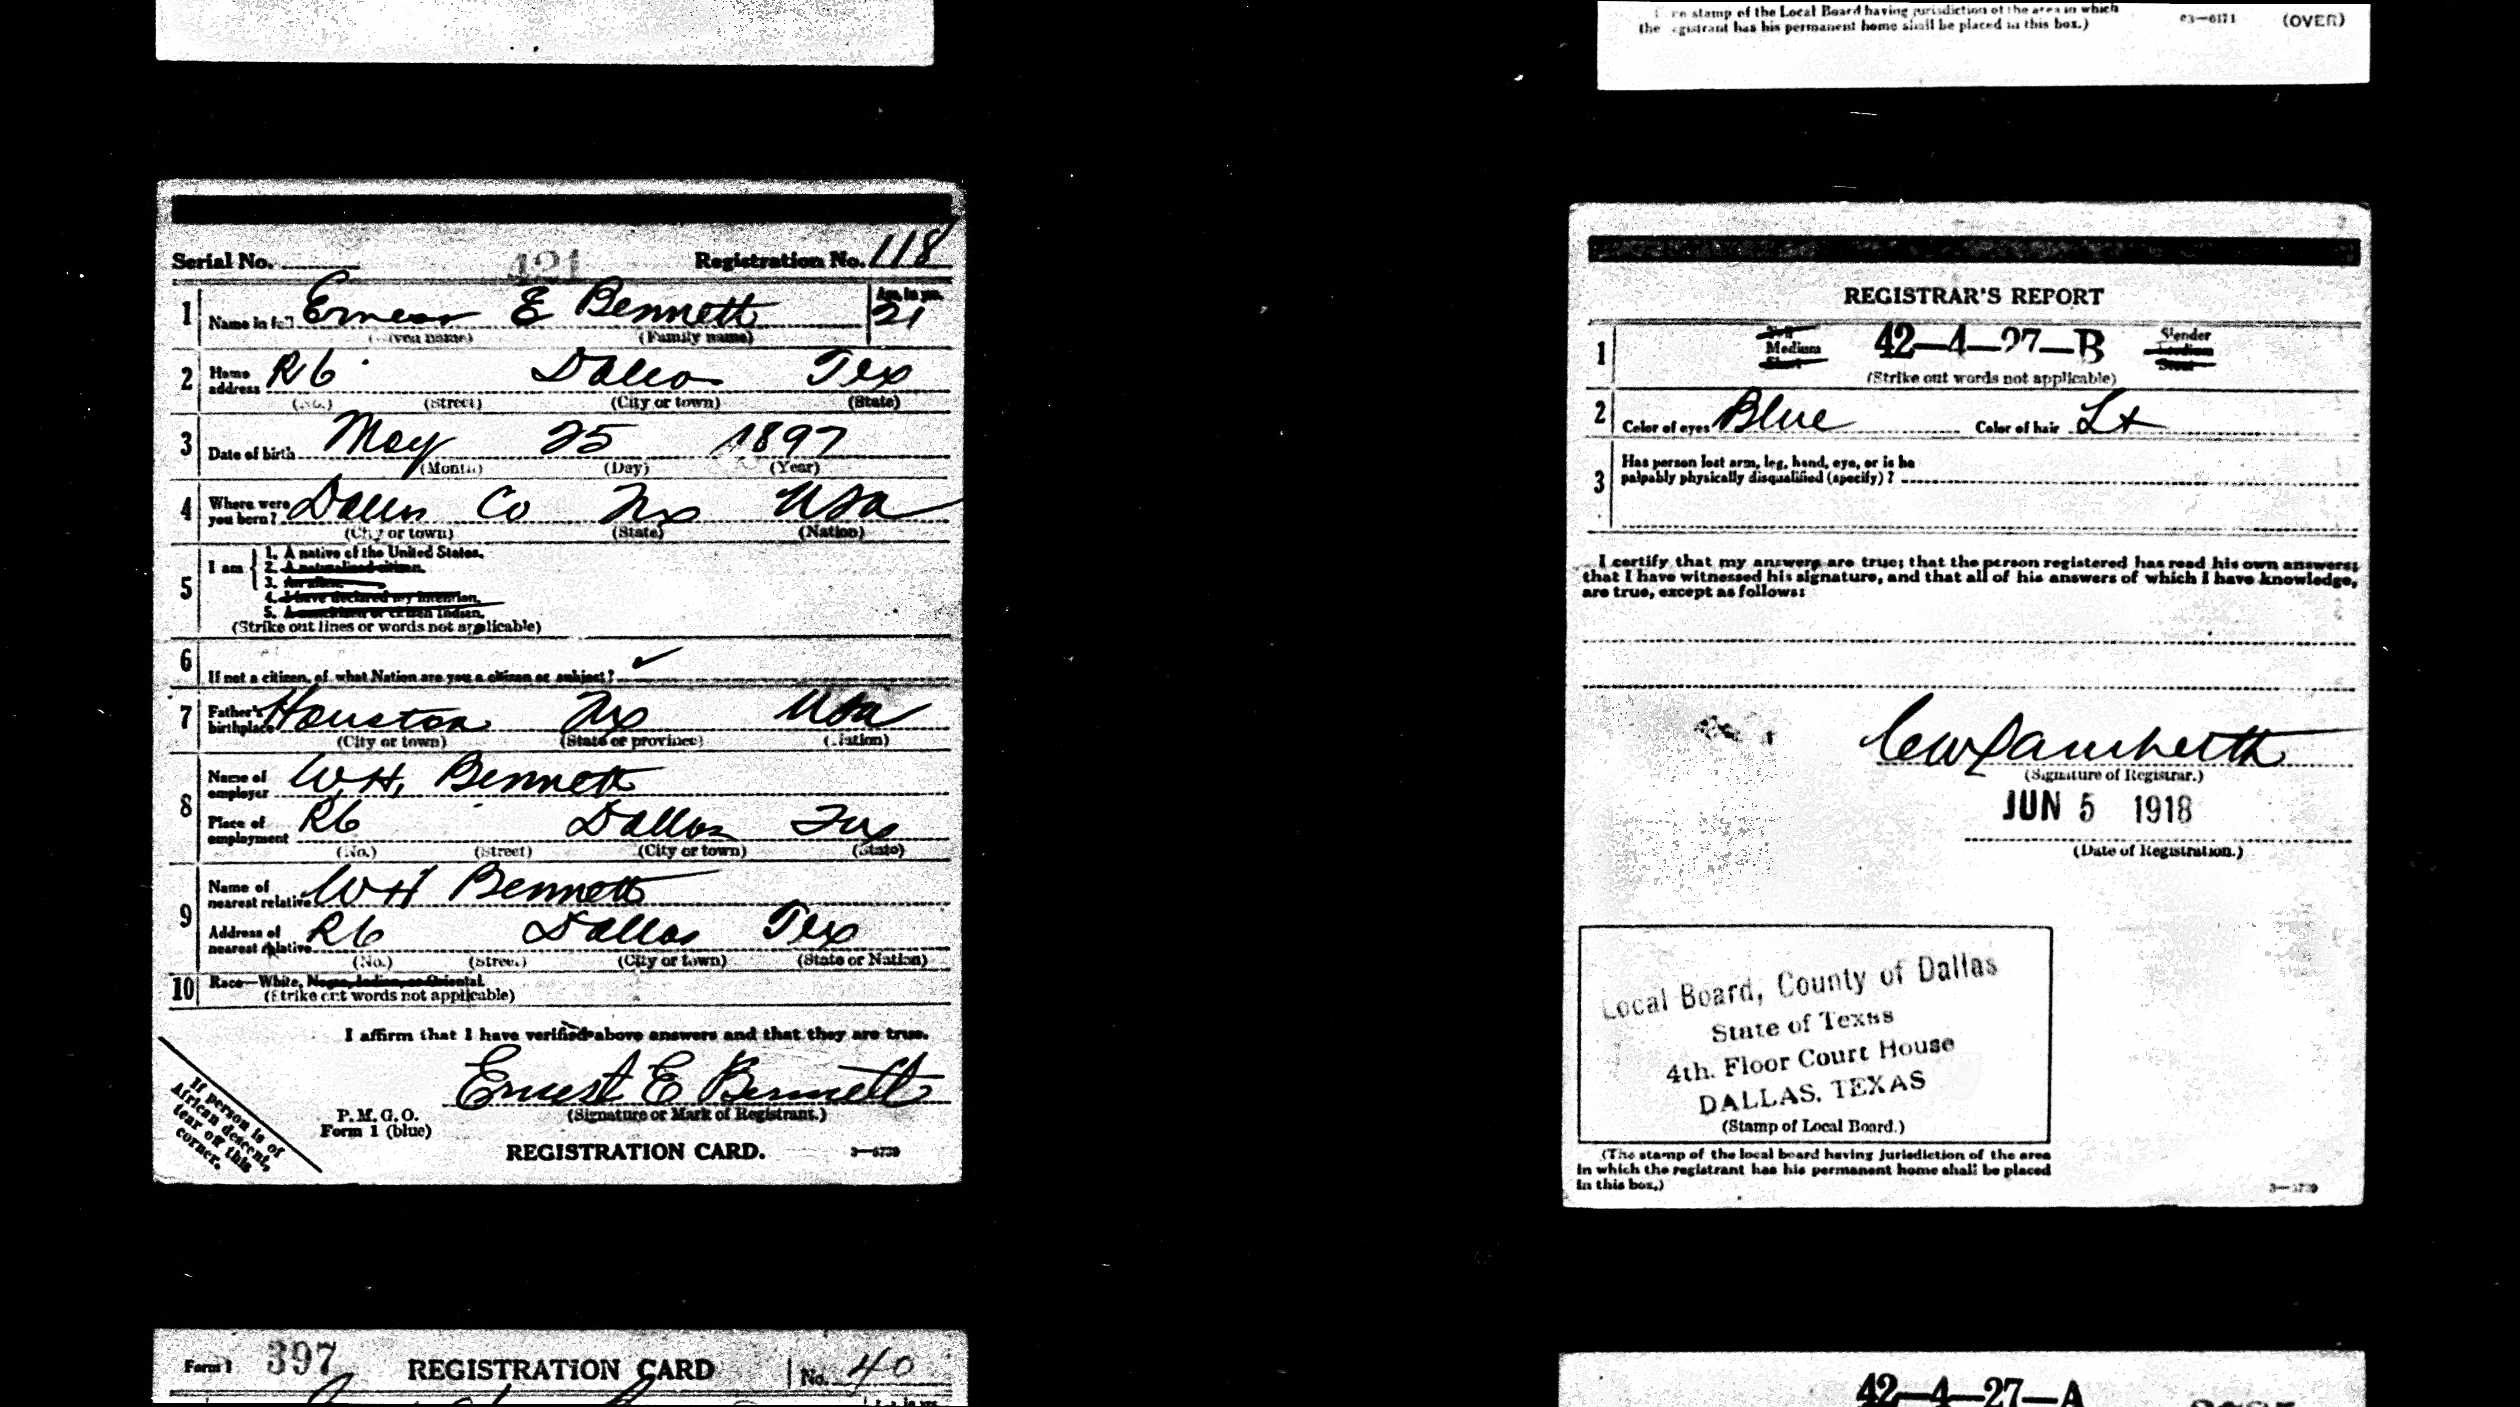 stamp of the Local Board having jurisdiction of the area in which
the registrant has his permanent home shall be placed in this box.)
63—6171 (OVER)
Serial No. 421 Registration No. 118
1 Name in full Ernest E Bennett Age in yrs. 21
(Given name) (Family name)
2 Home address R6 Dallas Tex
(No.) (Street) (City or town) (State)
3 Date of birth May 25 1897
(Month) (Day) (Year)
4 Where were you born? Dallas Co Tex USA
(City or town) (State) (Nation)
5 I am
1. A native of the United States.
2. A naturalized citizen.
3. An alien.
4. I have declared my intention.
5. A noncitizen or citizen Indian.
(Strike out lines or words not applicable)
6 If not a citizen, of what Nation are you a citizen or subject? ✓
7 Father's birthplace Houston Tex USA
(City or town) (State or province) (Nation)
8 Name of employer W.H. Bennett
Place of employment R6 Dallas Tex
(No.) (Street) (City or town) (State)
9 Name of nearest relative W H Bennett
Address of nearest relative R6 Dallas Tex
(No.) (Street) (City or town) (State or Nation)
10 Race—White, Negro, Indian, or Oriental.
(Strike out words not applicable)
I affirm that I have verified above answers and that they are true.
Ernest E Bennett
(Signature or Mark of Registrant.)
P. M. G. O.
Form 1 (blue)
REGISTRATION CARD. 3—5739
If person is of
African descent,
tear off this
corner.
REGISTRAR'S REPORT
1 Tall Medium Short 42—4—27—B Slender Medium Stout
(Strike out words not applicable)
2 Color of eyes Blue Color of hair Lt
3 Has person lost arm, leg, hand, eye, or is he
palpably physically disqualified (specify)?
I certify that my answers are true; that the person registered has read his own answers;
that I have witnessed his signature, and that all of his answers of which I have knowledge,
are true, except as follows:
(Signature of Registrar.)
JUN 5 1918
(Date of Registration.)
Local Board, County of Dallas
State of Texas
4th. Floor Court House
DALLAS, TEXAS
(Stamp of Local Board.)
(The stamp of the local board having jurisdiction of the area
in which the registrant has his permanent home shall be placed
in this box.)
3—5739
Form 1 397 REGISTRATION CARD No. 40
42—4—27—A